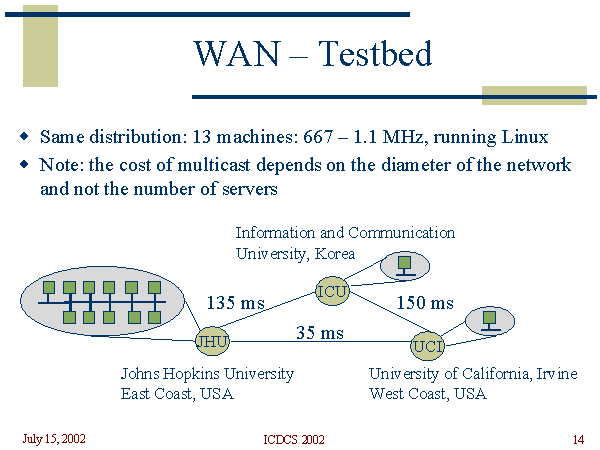 WAN – Testbed
Same distribution: 13 machines: 667 – 1.1 MHz, running Linux
Note: the cost of multicast depends on the diameter of the network
and not the number of servers
Information and Communication
University, Korea
ICU
135 ms
150 ms
35 ms
JHU
UCI
Johns Hopkins University
East Coast, USA
University of California, Irvine
West Coast, USA
July 15, 2002
ICDCS 2002
14